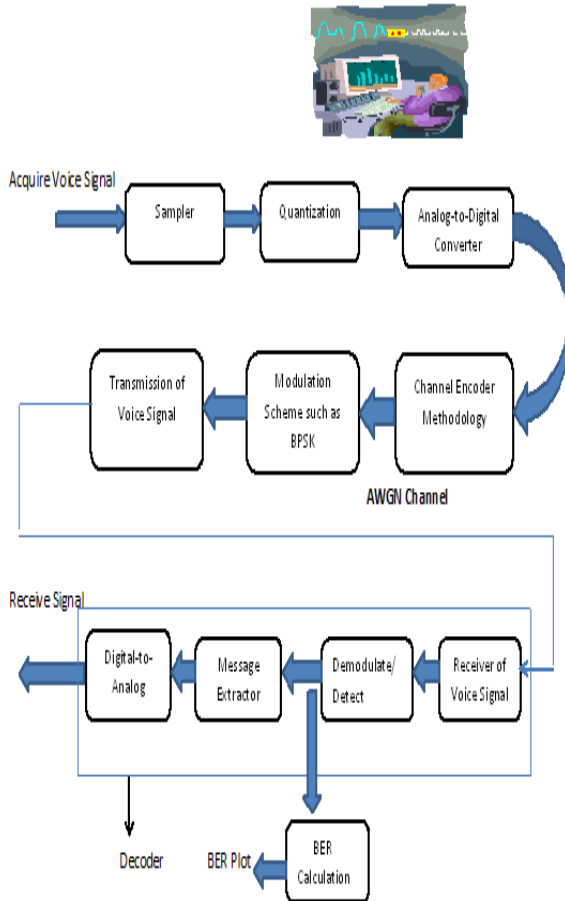 Acquire Voice Signal
Sampler
Quantization
Analog-to-Digital
Converter
Transmission of
Voice Signal
Modulation
Scheme such as
BPSK
Channel Encoder
Methodology
AWGN Channel
Receive Signal
Digital-to-
Analog
Message
Extractor
Demodulate/
Detect
Receiver of
Voice Signal
Decoder
BER Plot
BER
Calculation